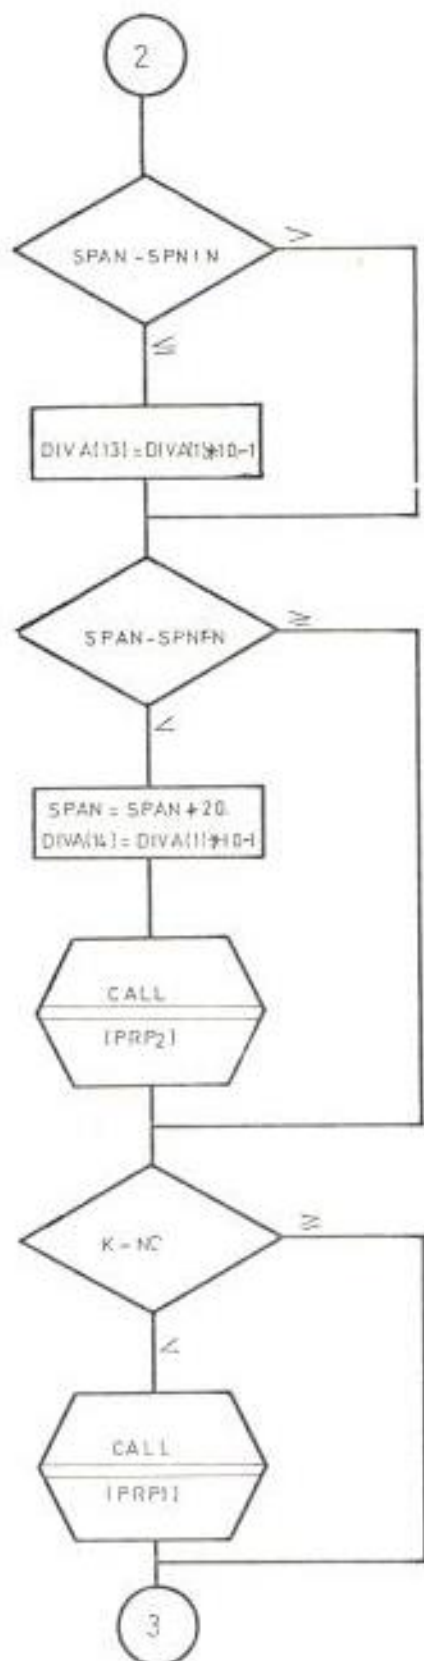 2
SPAN - SPNIN
>
≤
DIVA(13) = DIVA(1)*10-1
SPAN-SPNFN
≥
<
SPAN = SPAN + 20.
DIVA(14) = DIVA(1)*10-1
CALL
(PRP2)
K-NC
≥
<
CALL
(PRP1)
3